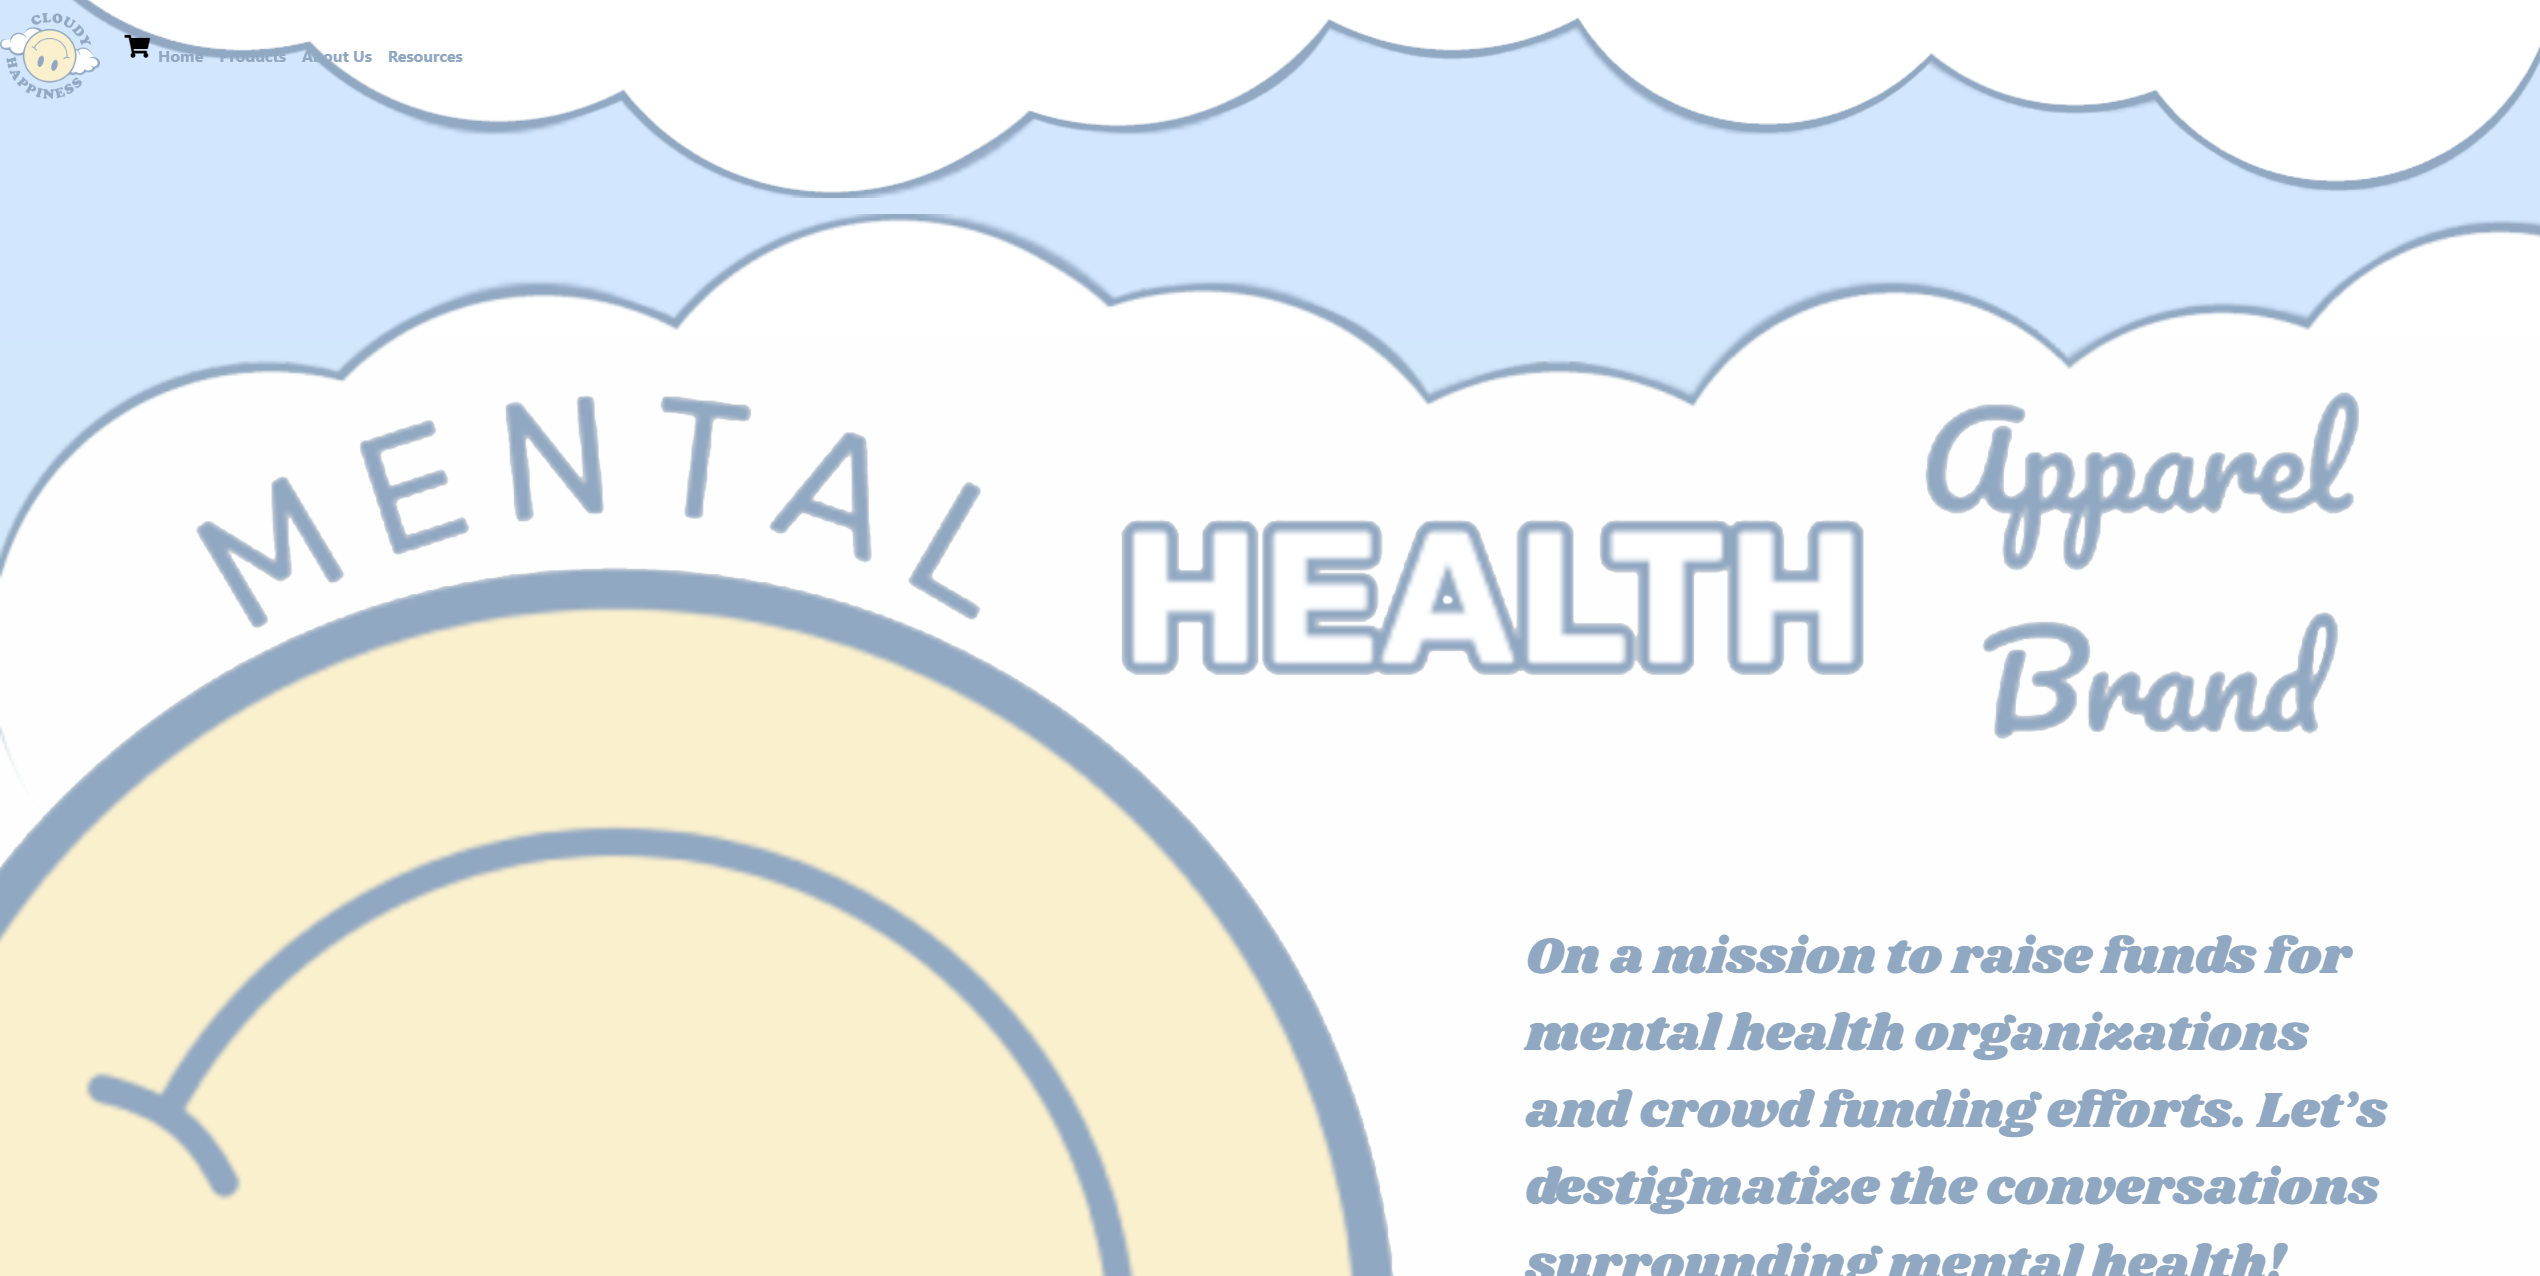 CLOUDY
HAPPINESS
Home Products About Us Resources
MENTAL
HEALTH
Apparel
Brand
On a mission to raise funds for
mental health organizations
and crowd funding efforts. Let’s
destigmatize the conversations
surrounding mental health!